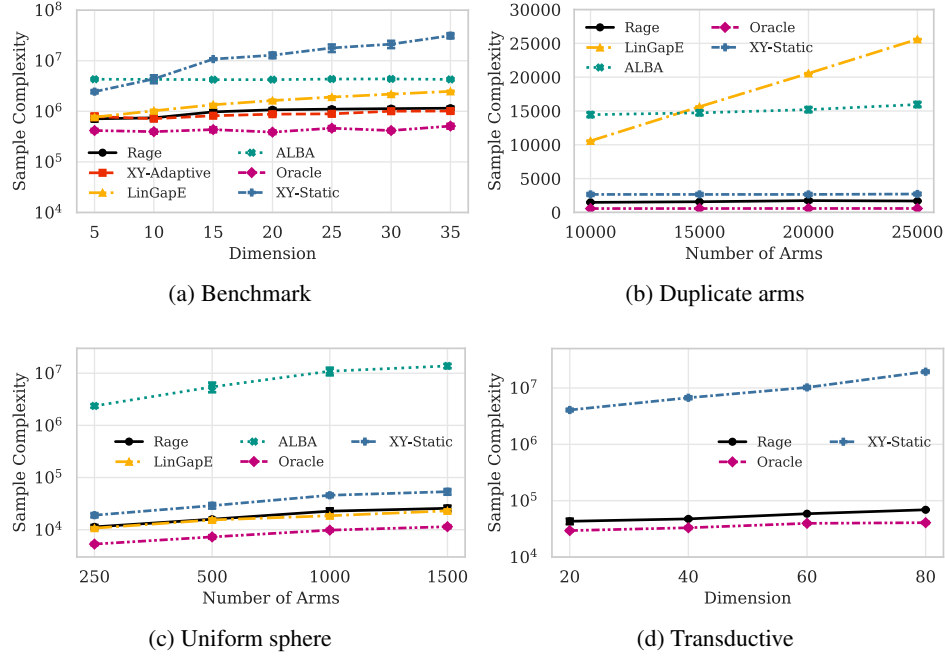 10^8
10^7
10^6
10^5
10^4
Sample Complexity
Rage
XY-Adaptive
LinGapE
ALBA
Oracle
XY-Static
5 10 15 20 25 30 35
Dimension
(a) Benchmark
30000
25000
20000
15000
10000
5000
0
Sample Complexity
Rage
LinGapE
ALBA
Oracle
XY-Static
10000 15000 20000 25000
Number of Arms
(b) Duplicate arms
10^7
10^6
10^5
10^4
Sample Complexity
Rage
LinGapE
ALBA
Oracle
XY-Static
250 500 1000 1500
Number of Arms
(c) Uniform sphere
10^7
10^6
10^5
10^4
Sample Complexity
Rage
Oracle
XY-Static
20 40 60 80
Dimension
(d) Transductive